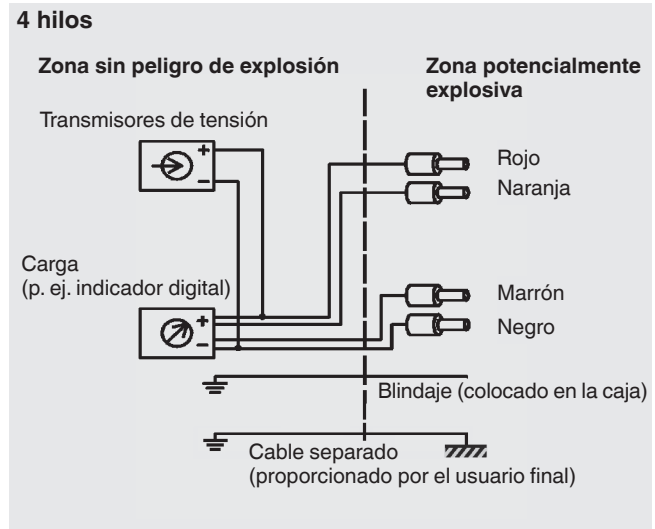 4 hilos
Zona sin peligro de explosión
Zona potencialmente
explosiva
Transmisores de tensión
+
–
Rojo
Naranja
Carga
(p. ej. indicador digital)
+
–
Marrón
Negro
Blindaje (colocado en la caja)
Cable separado
(proporcionado por el usuario final)